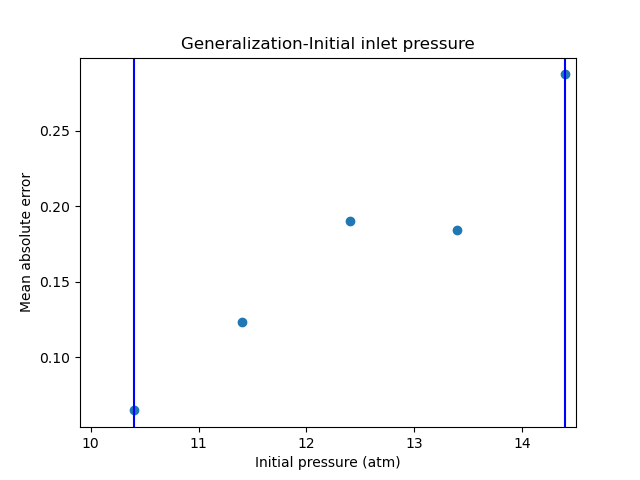 Generalization-Initial inlet pressure
Mean absolute error
0.25
0.20
0.15
0.10
10 11 12 13 14
Initial pressure (atm)